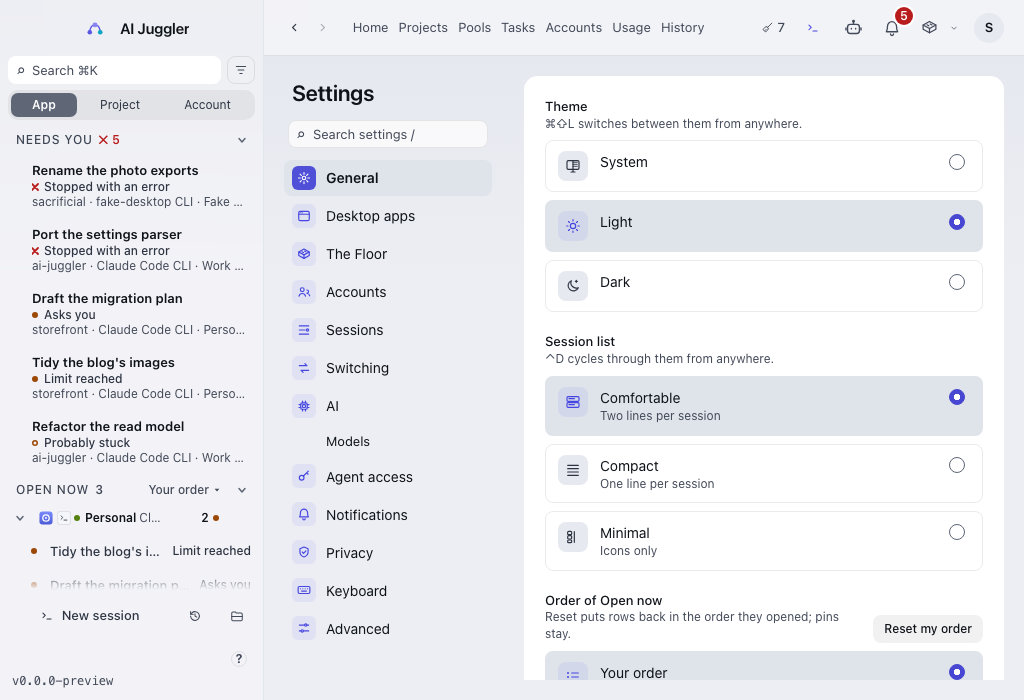 AI Juggler
Search ⌘K
App Project Account
NEEDS YOU 5
Rename the photo exports
Stopped with an error
sacrificial · fake-desktop CLI · Fake ...
Port the settings parser
Stopped with an error
ai-juggler · Claude Code CLI · Work ...
Draft the migration plan
Asks you
storefront · Claude Code CLI · Perso...
Tidy the blog's images
Limit reached
storefront · Claude Code CLI · Perso...
Refactor the read model
Probably stuck
ai-juggler · Claude Code CLI · Work ...
OPEN NOW 3 Your order
Personal Cl... 2
Tidy the blog's i... Limit reached
Draft the migration p... Asks you
New session
?
v0.0.0-preview
Home Projects Pools Tasks Accounts Usage History 7 5 S
Settings
Search settings /
General
Desktop apps
The Floor
Accounts
Sessions
Switching
AI
Models
Agent access
Notifications
Privacy
Keyboard
Advanced
Theme
⌘⇧L switches between them from anywhere.
System
Light
Dark
Session list
^D cycles through them from anywhere.
Comfortable
Two lines per session
Compact
One line per session
Minimal
Icons only
Order of Open now
Reset puts rows back in the order they opened; pins
stay.
Reset my order
Your order